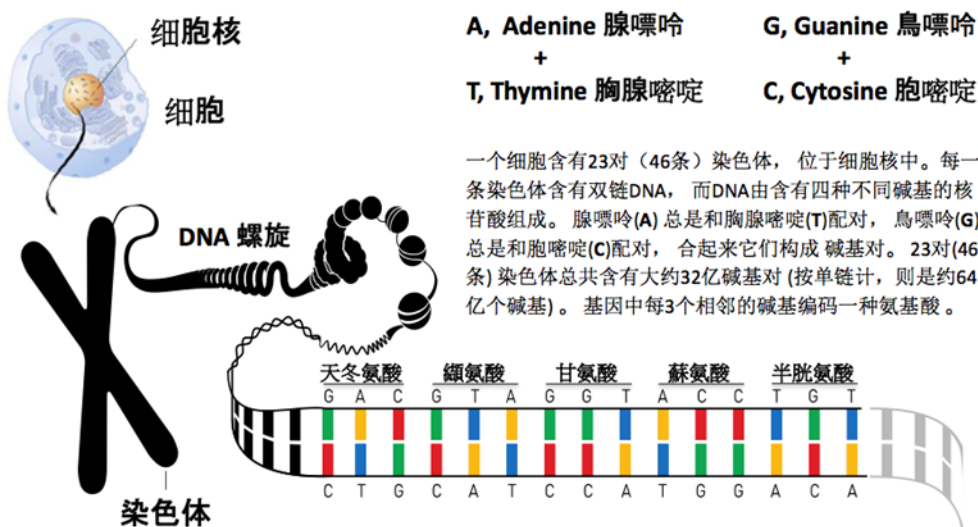 细胞核
细胞
A, Adenine 腺嘌呤
+
T, Thymine 胸腺嘧啶
G, Guanine 鳥嘌呤
+
C, Cytosine 胞嘧啶
一个细胞含有23对（46条）染色体， 位于细胞核中。每一
条染色体含有双链DNA， 而DNA由含有四种不同碱基的核
苷酸组成。 腺嘌呤(A) 总是和胸腺嘧啶(T)配对， 鳥嘌呤(G)
总是和胞嘧啶(C)配对， 合起来它们构成 碱基对。 23对(46
条) 染色体总共含有大约32亿碱基对 (按单链计，则是约64
亿个碱基) 。 基因中每3个相邻的碱基编码一种氨基酸 。
DNA 螺旋
天冬氨酸 纈氨酸 甘氨酸 蘇氨酸 半胱氨酸
G A C G T A G G T A C C T G T
C T G C A T C C A T G G A C A
染色体